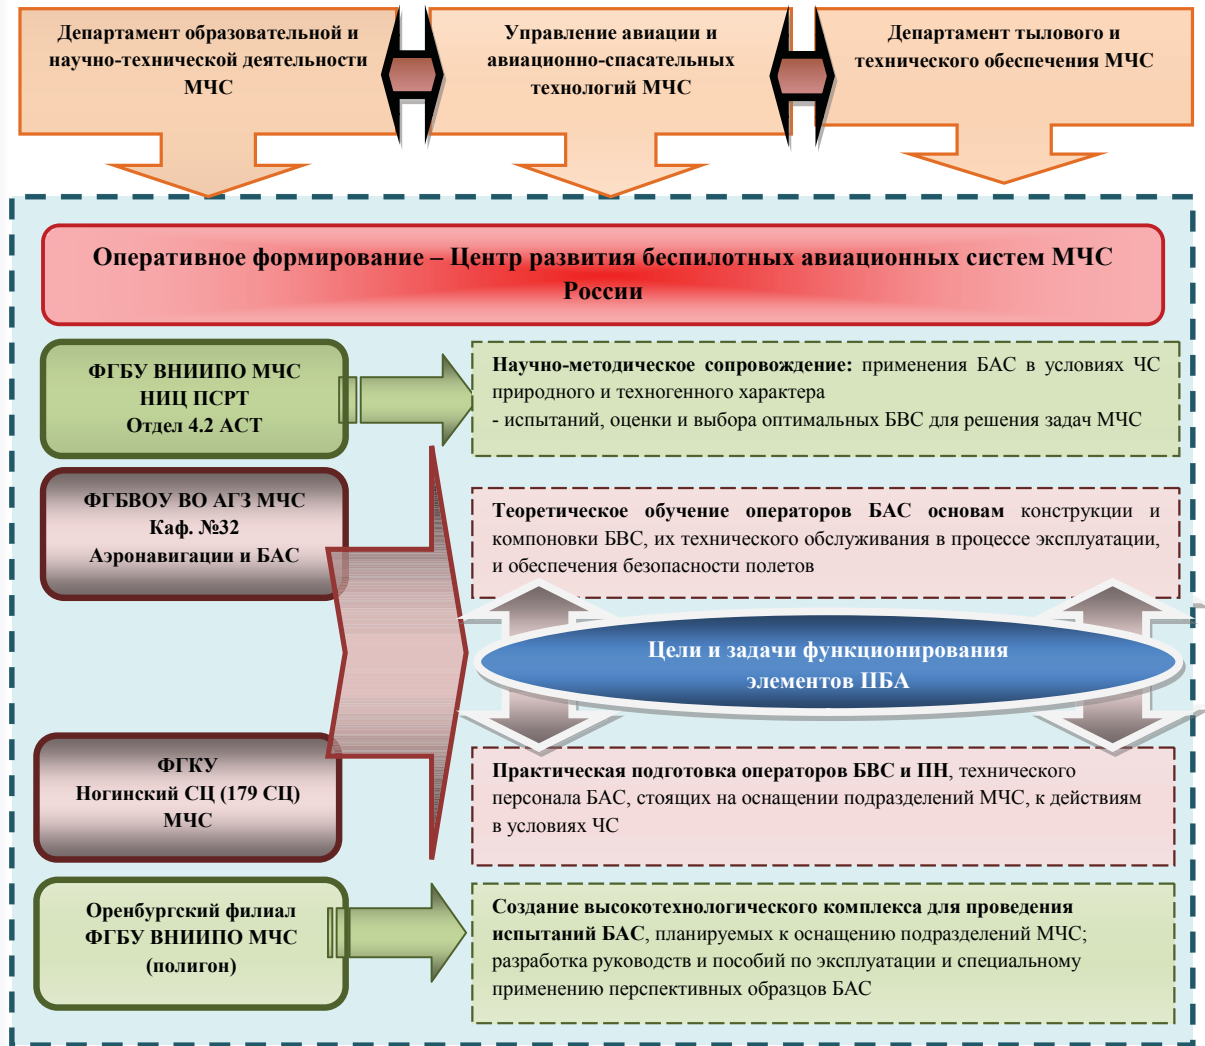 Департамент образовательной и
научно-технической деятельности
МЧС
Управление авиации и
авиационно-спасательных
технологий МЧС
Департамент тылового и
технического обеспечения МЧС
Оперативное формирование – Центр развития беспилотных авиационных систем МЧС
России
ФГБУ ВНИИПО МЧС
НИЦ ПСРТ
Отдел 4.2 АСТ
Научно-методическое сопровождение: применения БАС в условиях ЧС
природного и техногенного характера
- испытаний, оценки и выбора оптимальных БВС для решения задач МЧС
ФГБВОУ ВО АГЗ МЧС
Каф. №32
Аэронавигации и БАС
Теоретическое обучение операторов БАС основам конструкции и
компоновки БВС, их технического обслуживания в процессе эксплуатации,
и обеспечения безопасности полетов
Цели и задачи функционирования
элементов ЦБА
ФГКУ
Ногинский СЦ (179 СЦ)
МЧС
Практическая подготовка операторов БВС и ПН, технического
персонала БАС, стоящих на оснащении подразделений МЧС, к действиям
в условиях ЧС
Оренбургский филиал
ФГБУ ВНИИПО МЧС
(полигон)
Создание высокотехнологического комплекса для проведения
испытаний БАС, планируемых к оснащению подразделений МЧС;
разработка руководств и пособий по эксплуатации и специальному
применению перспективных образцов БАС